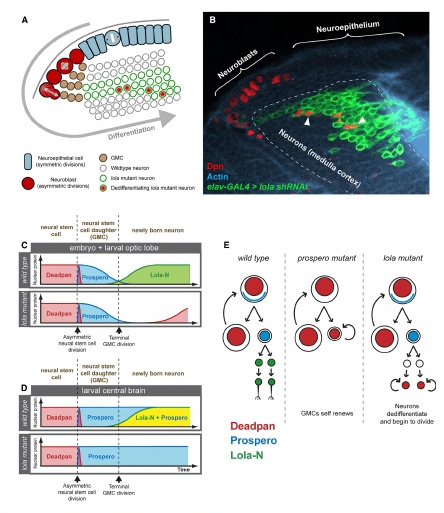 A
Differentiation
Neuroepithelial cell
(symmetric divisions)
Neuroblast
(asymmetric divisions)
GMC
Wildtype neuron
lola mutant neuron
Dedifferentiating lola mutant neuron
B
Neuroepithelium
Neuroblasts
Neurons (medulla cortex)
Dpn
Actin
elav-GAL4 > lola shRNAi
neural stem
cell
neural stem
cell daughter
(GMC)
newly born neuron
C
embryo + larval optic lobe
wild type
Nuclear protein
Deadpan
Prospero
Lola-N
lola mutant
Nuclear protein
Deadpan
Prospero
Asymmetric
neural stem cell
division
Terminal
GMC division
neural stem
cell
neural stem
cell daughter
(GMC)
newly born neuron
D
larval central brain
wild type
Nuclear protein
Deadpan
Prospero
Lola-N + Prospero
lola mutant
Nuclear protein
Deadpan
Prospero
Time
Asymmetric
neural stem cell
division
Terminal
GMC division
E
wild type
prospero mutant
lola mutant
GMCs self renews
Neurons
dedifferentiate
and begin to divide
Deadpan
Prospero
Lola-N